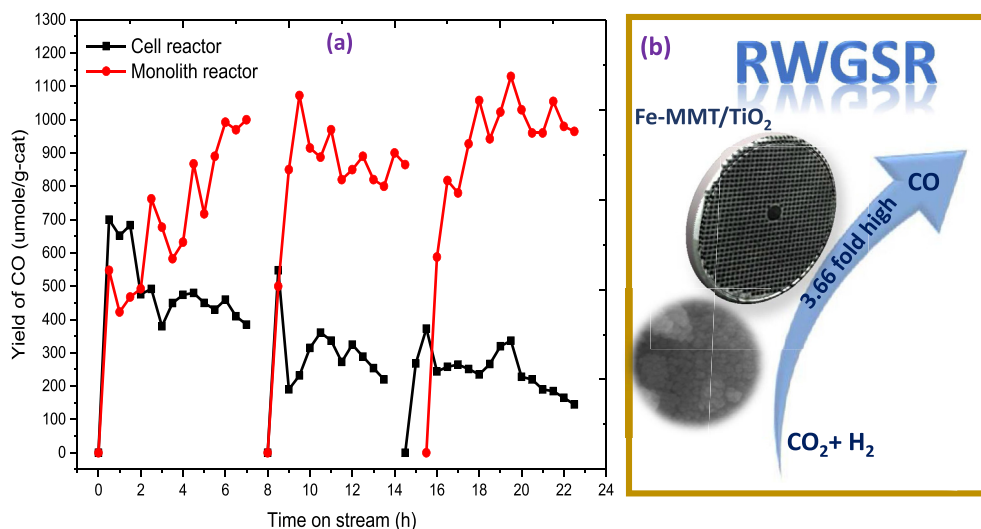 (a)
Cell reactor
Monolith reactor
Yield of CO (umole/g-cat)
1300
1200
1100
1000
900
800
700
600
500
400
300
200
100
0
0 2 4 6 8 10 12 14 16 18 20 22 24
Time on stream (h)
(b)
RWGSR
Fe-MMT/TiO₂
CO
3.66 fold high
CO₂+ H₂